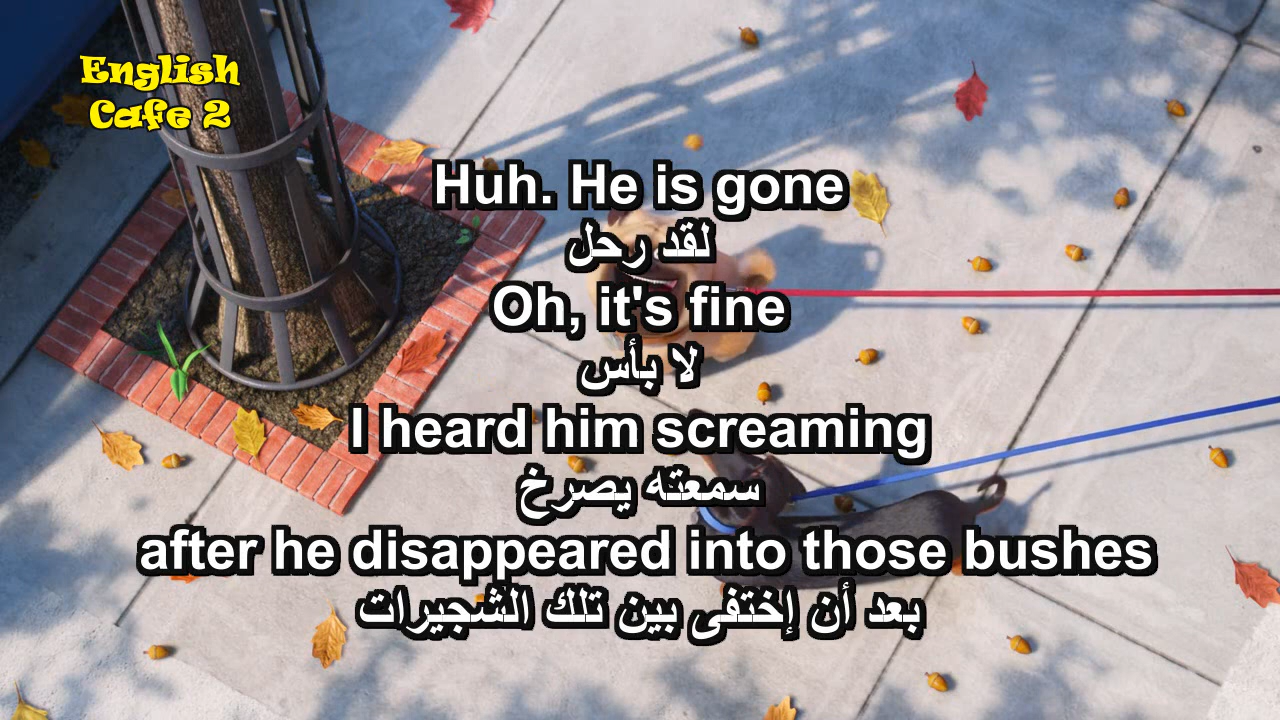 English
Cafe 2
Huh. He is gone
لقد رحل
Oh, it's fine
لا بأس
I heard him screaming
سمعته يصرخ
after he disappeared into those bushes
بعد أن إختفى بين تلك الشجيرات